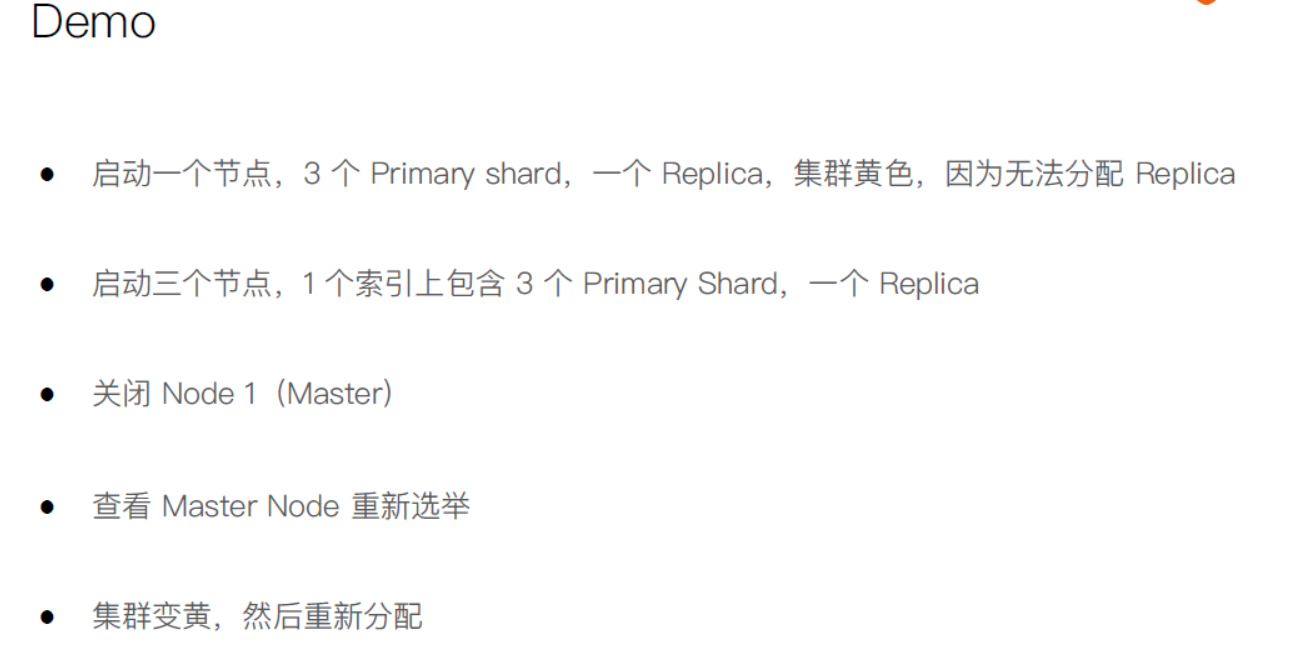 Demo
● 启动一个节点，3 个 Primary shard，一个 Replica，集群黄色，因为无法分配 Replica
● 启动三个节点，1 个索引上包含 3 个 Primary Shard，一个 Replica
● 关闭 Node 1（Master）
● 查看 Master Node 重新选举
● 集群变黄，然后重新分配